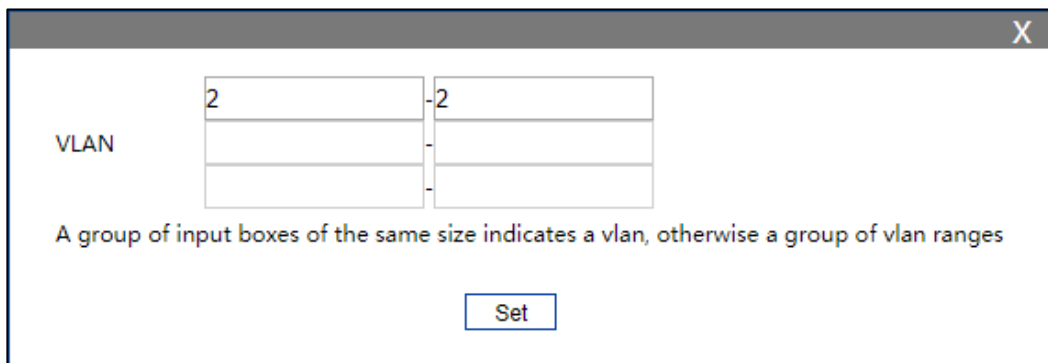 X
2 -2
VLAN -
-
A group of input boxes of the same size indicates a vlan, otherwise a group of vlan ranges
Set